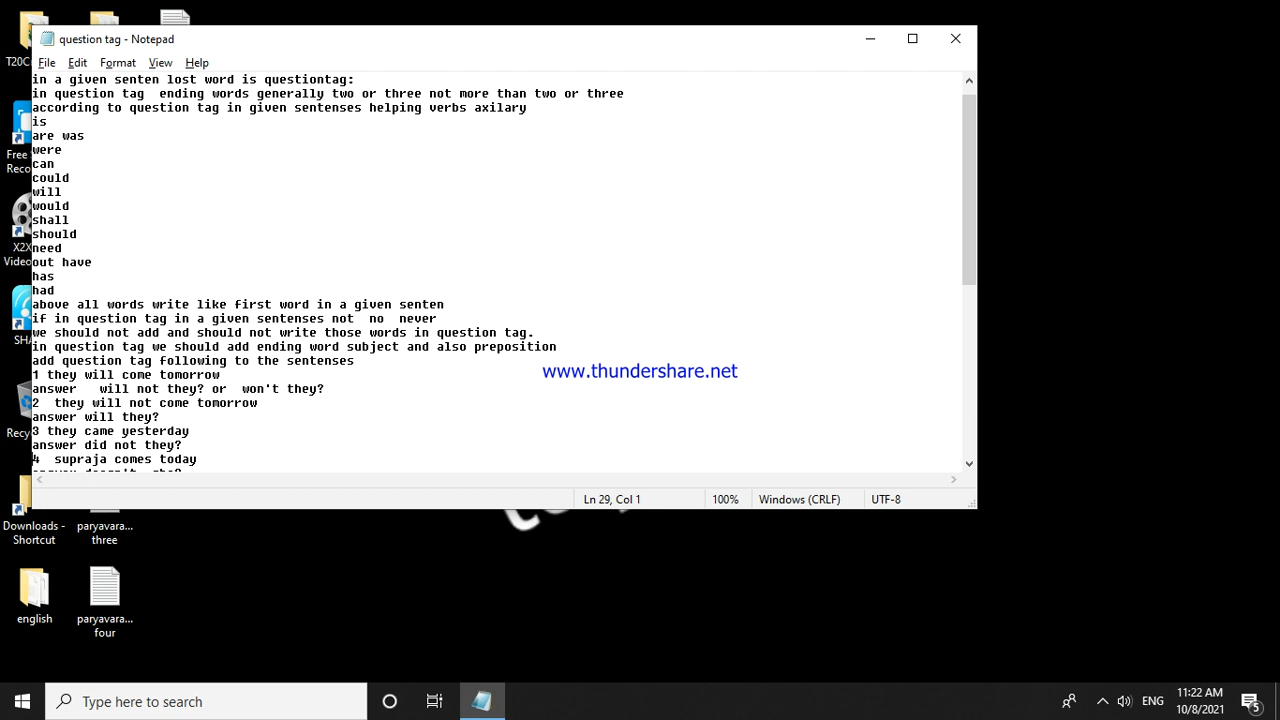 T20C
question tag - Notepad
File Edit Format View Help
in a given senten lost word is questiontag:
in question tag  ending words generally two or three not more than two or three
according to question tag in given sentenses helping verbs axilary
is
are was
were
can
could
will
would
shall
should
need
out have
has
had
above all words write like first word in a given senten
if in question tag in a given sentenses not  no  never
we should not add and should not write those words in question tag.
in question tag we should add ending word subject and also preposition
add question tag following to the sentenses
1 they will come tomorrow
answer   will not they? or  won't they?
2  they will not come tomorrow
answer will they?
3 they came yesterday
answer did not they?
4  supraja comes today
Ln 29, Col 1
100%
Windows (CRLF)
UTF-8
www.thundershare.net
Free
Reco
X2X
Video
SHA
Recy
Downloads -
Shortcut
paryavara...
three
english
paryavara...
four
Type here to search
ENG
11:22 AM
10/8/2021
5